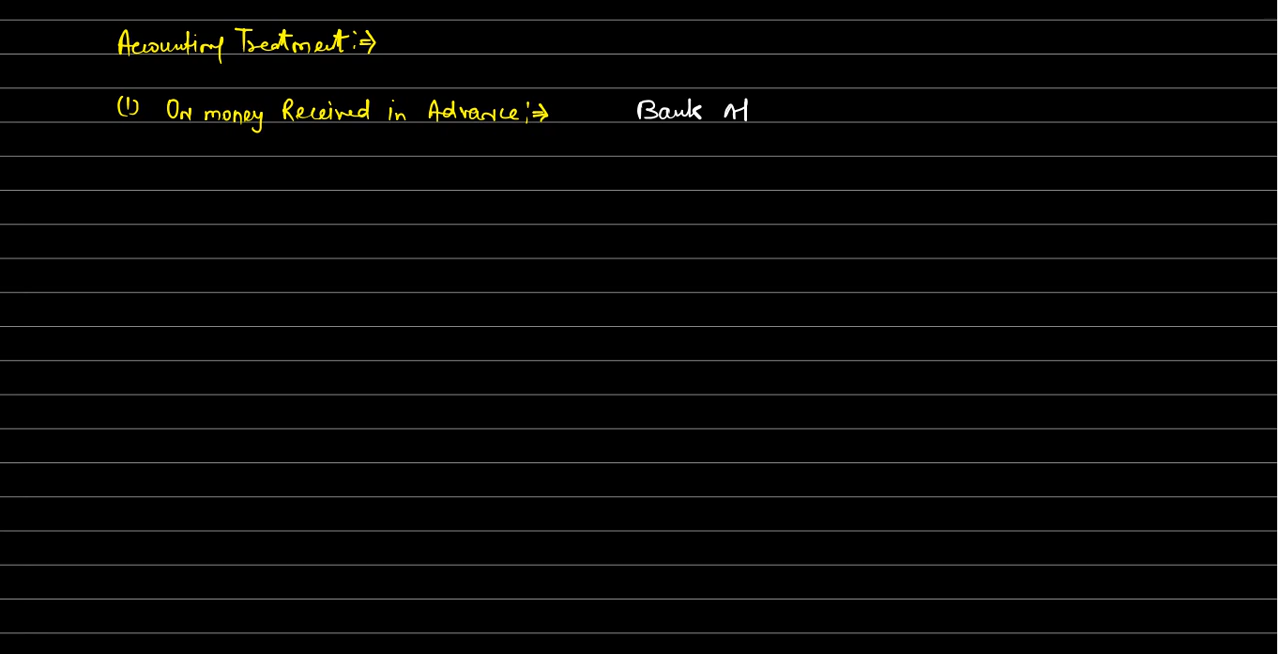 Accounting Treatment :⇒
(1) On money Received in Advance :⇒ Bank A